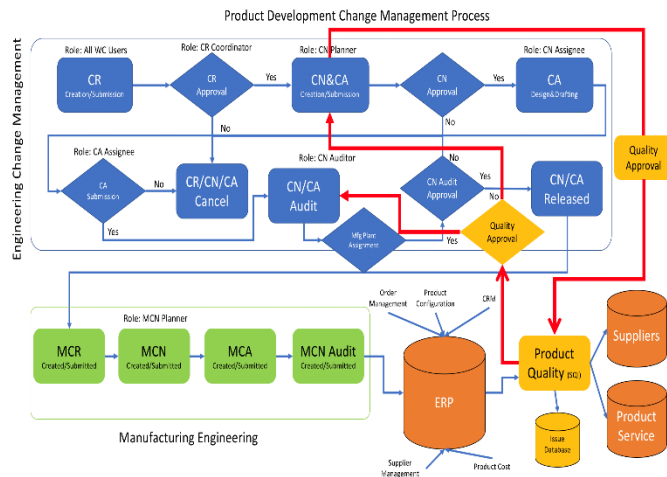 Product Development Change Management Process
Engineering Change Management
Role: All WC Users
Role: CR Coordinator
Role: CN Planner
Role: CN Assignee
CR
Creation/Submission
CR
Approval
Yes
CN&CA
Creation/Submission
CN
Approval
Yes
CA
Design&Drafting
No
No
Quality
Approval
Role: CA Assignee
Role: CN Auditor
CA
Submission
No
CR/CN/CA
Cancel
CN/CA
Audit
No
CN Audit
Approval
Yes
CN/CA
Released
No
Yes
Mfg Plant
Assignment
Yes
Quality
Approval
Role: MCN Planner
MCR
Created/Submitted
MCN
Created/Submitted
MCA
Created/Submitted
MCN Audit
Created/Submitted
Manufacturing Engineering
Order
Management
Product
Configuration
CRM
ERP
Supplier
Management
Product Cost
Product
Quality (SQ)
Issue
Database
Suppliers
Product
Service